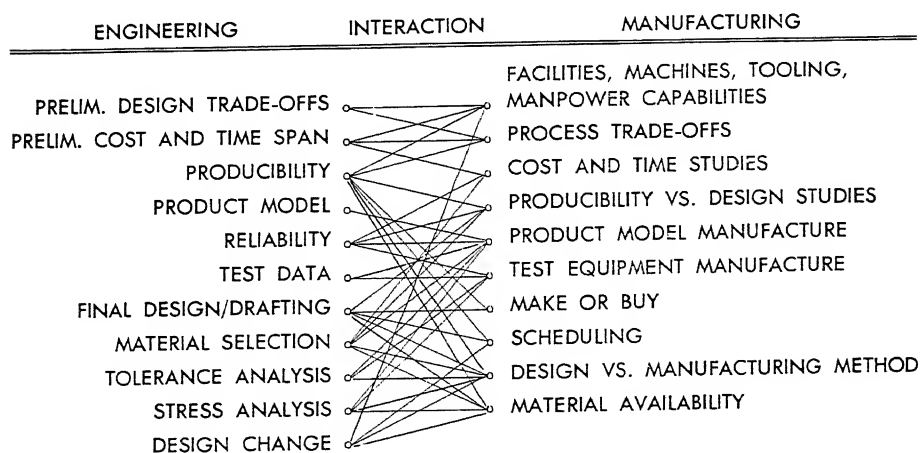 ENGINEERING INTERACTION MANUFACTURING
FACILITIES, MACHINES, TOOLING,
PRELIM. DESIGN TRADE-OFFS MANPOWER CAPABILITIES
PRELIM. COST AND TIME SPAN PROCESS TRADE-OFFS
PRODUCIBILITY COST AND TIME STUDIES
PRODUCT MODEL PRODUCIBILITY VS. DESIGN STUDIES
RELIABILITY PRODUCT MODEL MANUFACTURE
TEST DATA TEST EQUIPMENT MANUFACTURE
FINAL DESIGN/DRAFTING MAKE OR BUY
MATERIAL SELECTION SCHEDULING
TOLERANCE ANALYSIS DESIGN VS. MANUFACTURING METHOD
STRESS ANALYSIS MATERIAL AVAILABILITY
DESIGN CHANGE